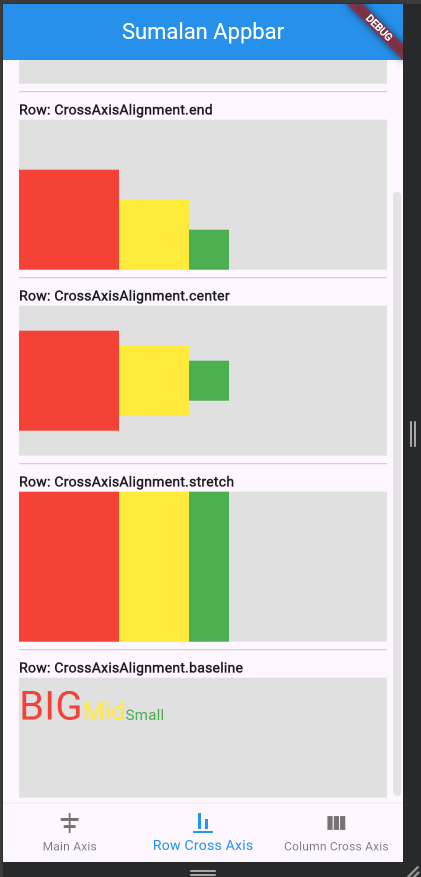 Sumalan Appbar
DEBUG
Row: CrossAxisAlignment.end
Row: CrossAxisAlignment.center
Row: CrossAxisAlignment.stretch
Row: CrossAxisAlignment.baseline
BIGMidSmall
Main Axis
Row Cross Axis
Column Cross Axis